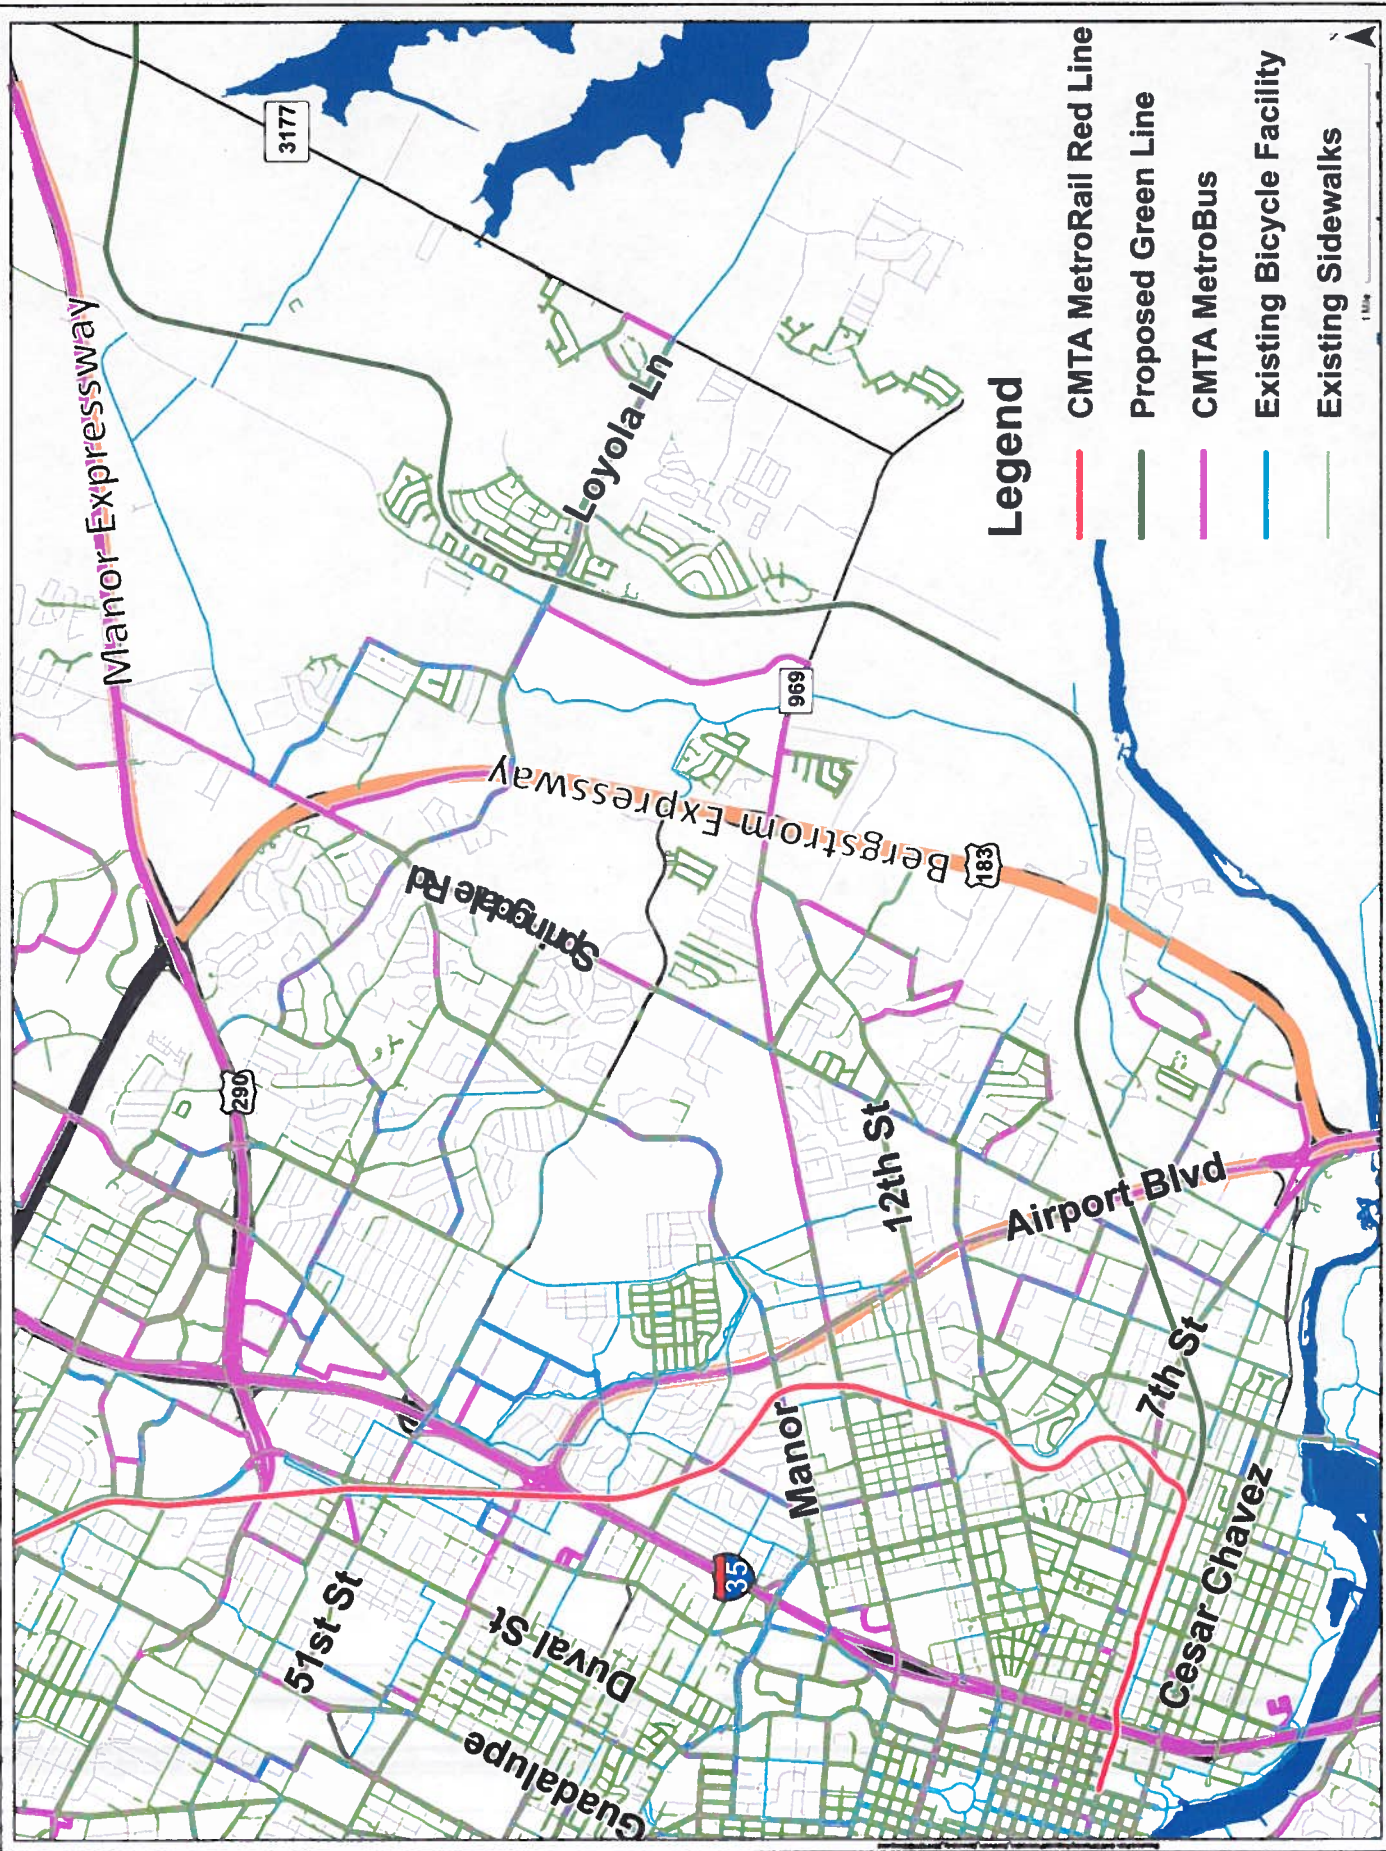 Manor Expressway
3177
Loyola Ln
290
Springdale Rd
Bergstrom Expressway
183
969
51st St
Duval St
Guadalupe
35
Manor
12th St
Airport Blvd
7th St
Cesar Chavez
Legend
CMTA MetroRail Red Line
Proposed Green Line
CMTA MetroBus
Existing Bicycle Facility
Existing Sidewalks
1 Mile
N